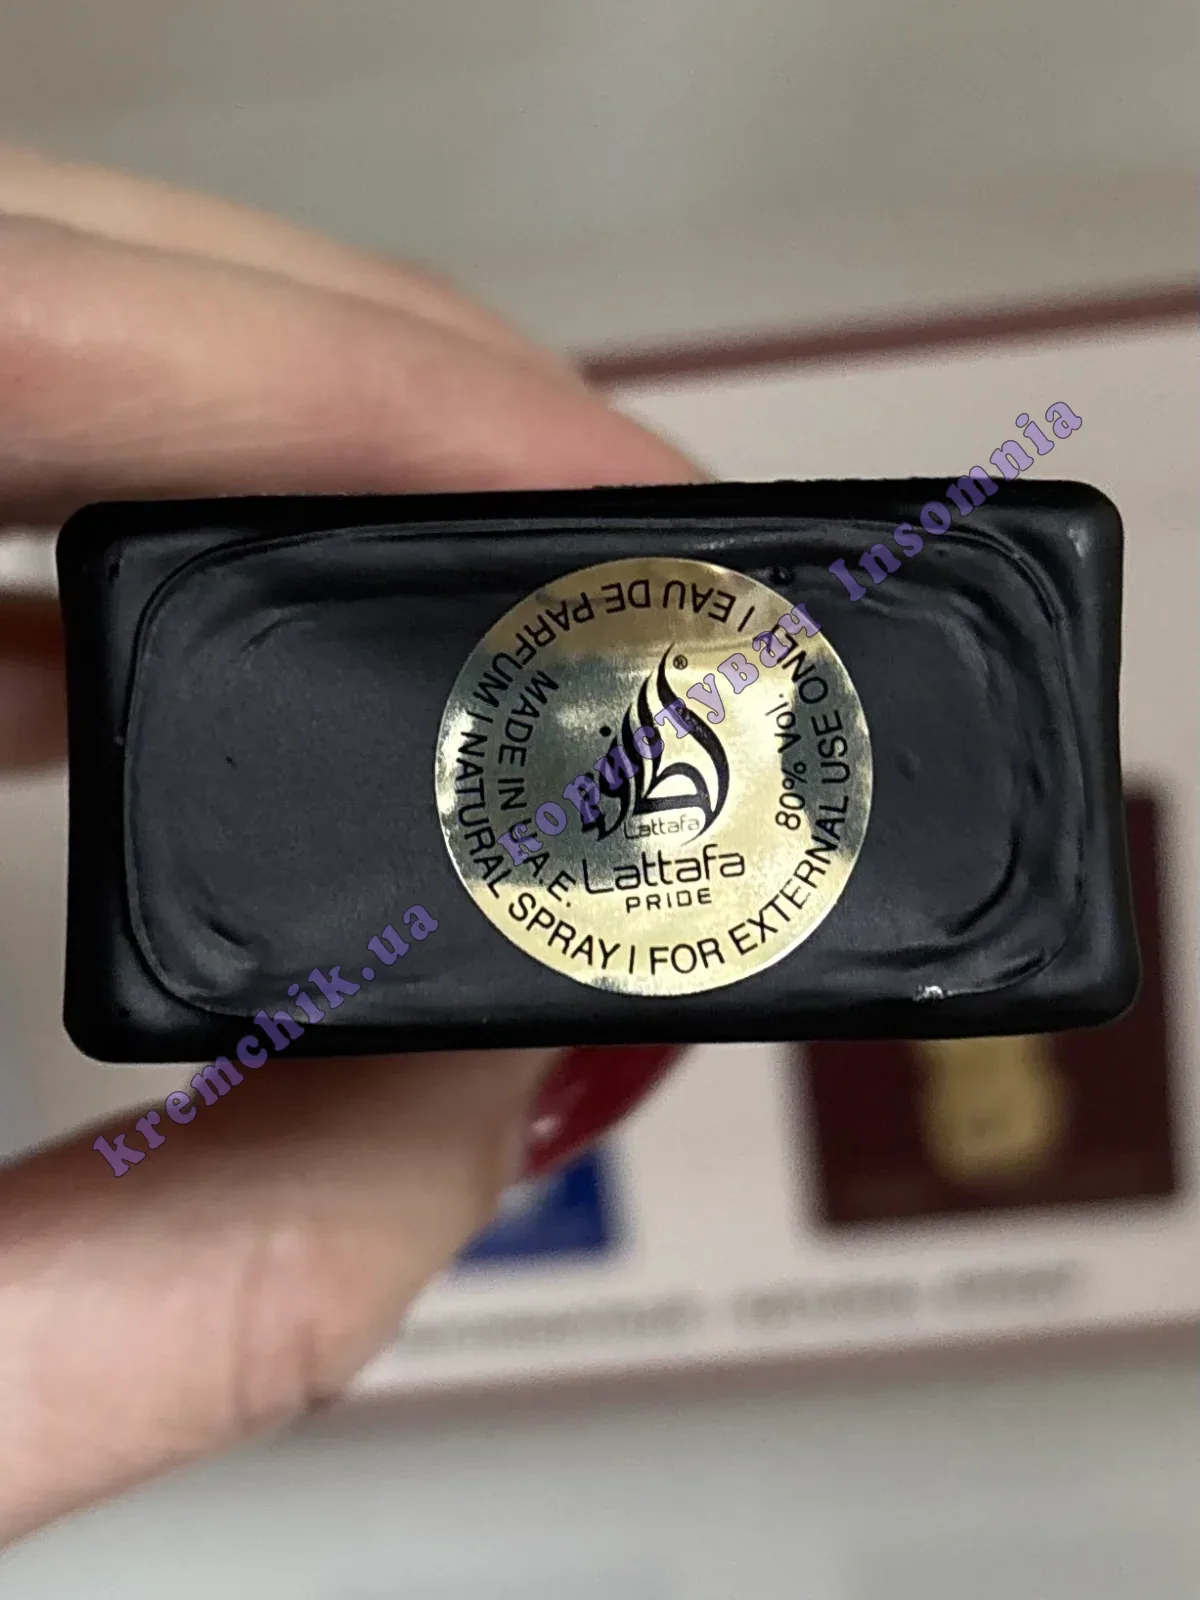 | EAU DE PARFUM | NATURAL SPRAY | FOR EXTERNAL USE ONLY
MADE IN U.A.E.
80% Vol.
®
Lattafa
Lattafa
PRIDE
kremchik.ua користувач Insomnia